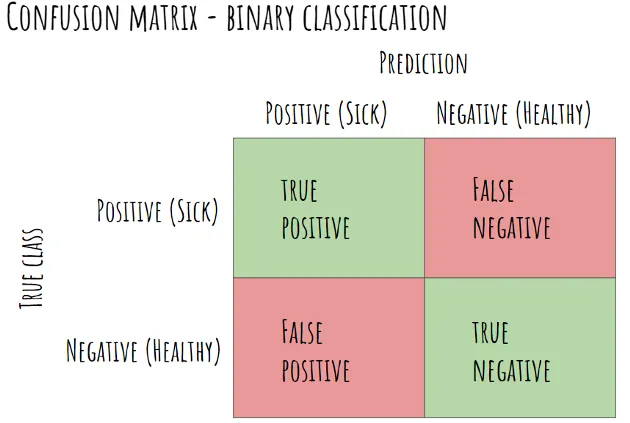 Confusion matrix - binary classification
Prediction
Positive (Sick) Negative (Healthy)
True class
Positive (Sick)
True
positive
False
negative
Negative (Healthy)
False
positive
True
negative